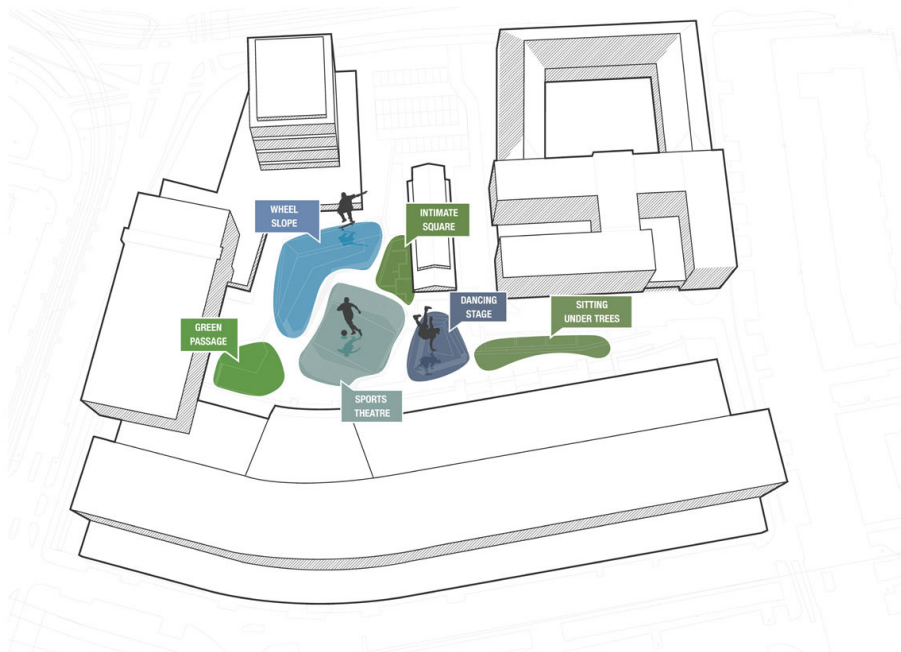 WHEEL
SLOPE
INTIMATE
SQUARE
DANCING
STAGE
SITTING
UNDER TREES
GREEN
PASSAGE
SPORTS
THEATRE